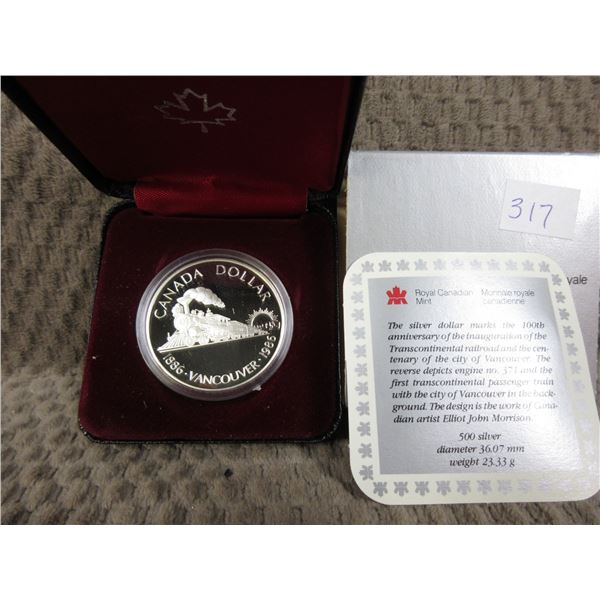 CANADA DOLLAR
1886 · VANCOUVER · 1986
317
yale
Royal Canadian Mint
Monnaie royale canadienne
The silver dollar marks the 100th
anniversary of the inauguration of the
Transcontinental railroad and the cen-
tenary of the city of Vancouver. The
reverse depicts engine no. 371 and the
first transcontinental passenger train
with the city of Vancouver in the back-
ground. The design is the work of Cana-
dian artist Elliot John Morrison.
500 silver
diameter 36.07 mm
weight 23.33 g